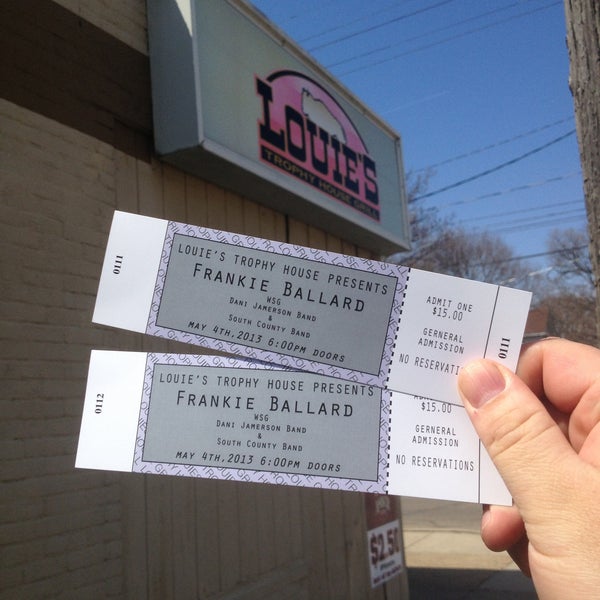 LOUIE'S
TROPHY HOUSE GRILL
0111
LOUIE'S TROPHY HOUSE PRESENTS
FRANKIE BALLARD
WSG
DANI JAMERSON BAND
&
SOUTH COUNTY BAND
MAY 4TH, 2013 6:00PM DOORS
ADMIT ONE
$15.00
GERNERAL
ADMISSION
NO RESERVATI
0111
0112
LOUIE'S TROPHY HOUSE PRESENTS
FRANKIE BALLARD
WSG
DANI JAMERSON BAND
&
SOUTH COUNTY BAND
MAY 4TH, 2013 6:00PM DOORS
$15.00
GERNERAL
ADMISSION
NO RESERVATIONS
$2.50